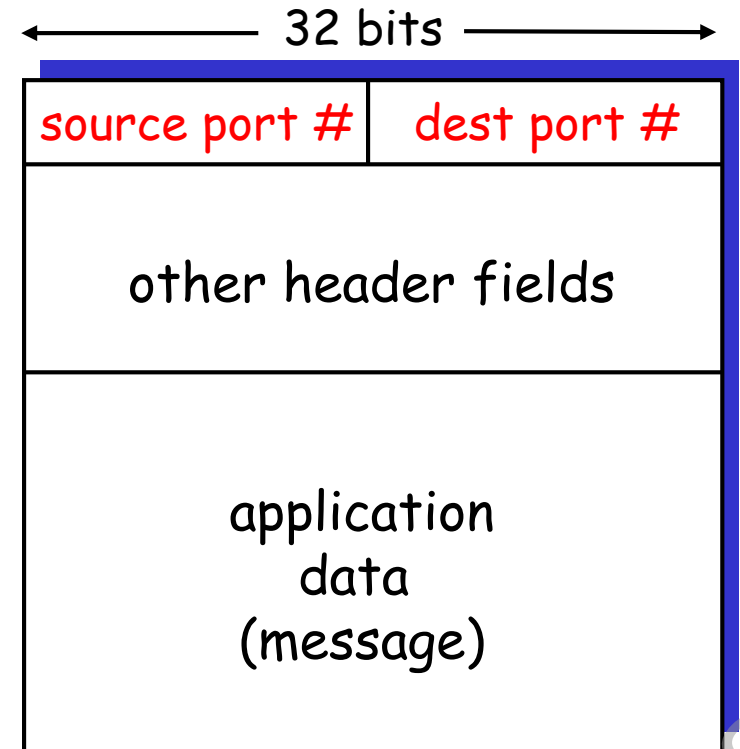 32 bits
source port # dest port #
other header fields
application
data
(message)